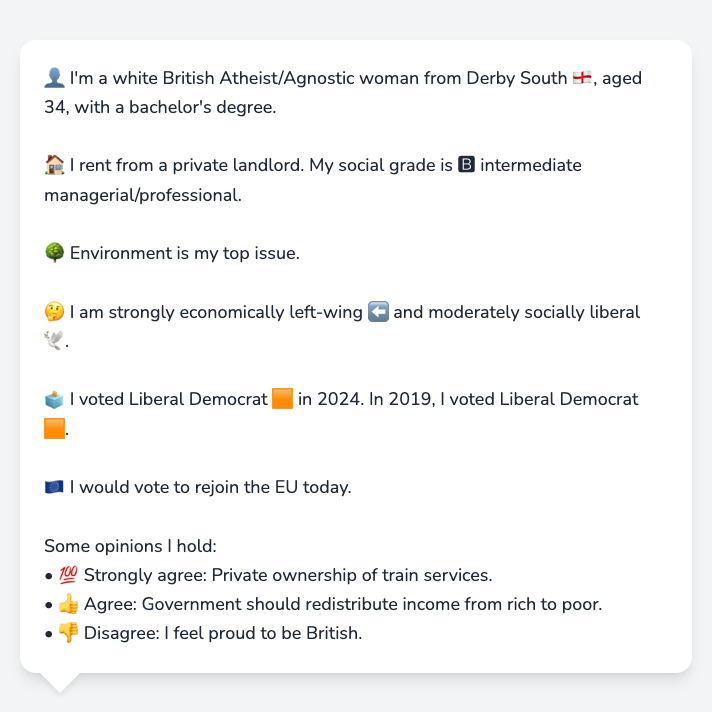 👤 I'm a white British Atheist/Agnostic woman from Derby South 🏴󠁧󠁢󠁥󠁮󠁧󠁿, aged
34, with a bachelor's degree.
🏠 I rent from a private landlord. My social grade is 🅱 intermediate
managerial/professional.
🌳 Environment is my top issue.
🤔 I am strongly economically left-wing ⬅️ and moderately socially liberal
🕊️.
🗳️ I voted Liberal Democrat 🟧 in 2024. In 2019, I voted Liberal Democrat
🟧.
🇪🇺 I would vote to rejoin the EU today.
Some opinions I hold:
• 💯 Strongly agree: Private ownership of train services.
• 👍 Agree: Government should redistribute income from rich to poor.
• 👎 Disagree: I feel proud to be British.